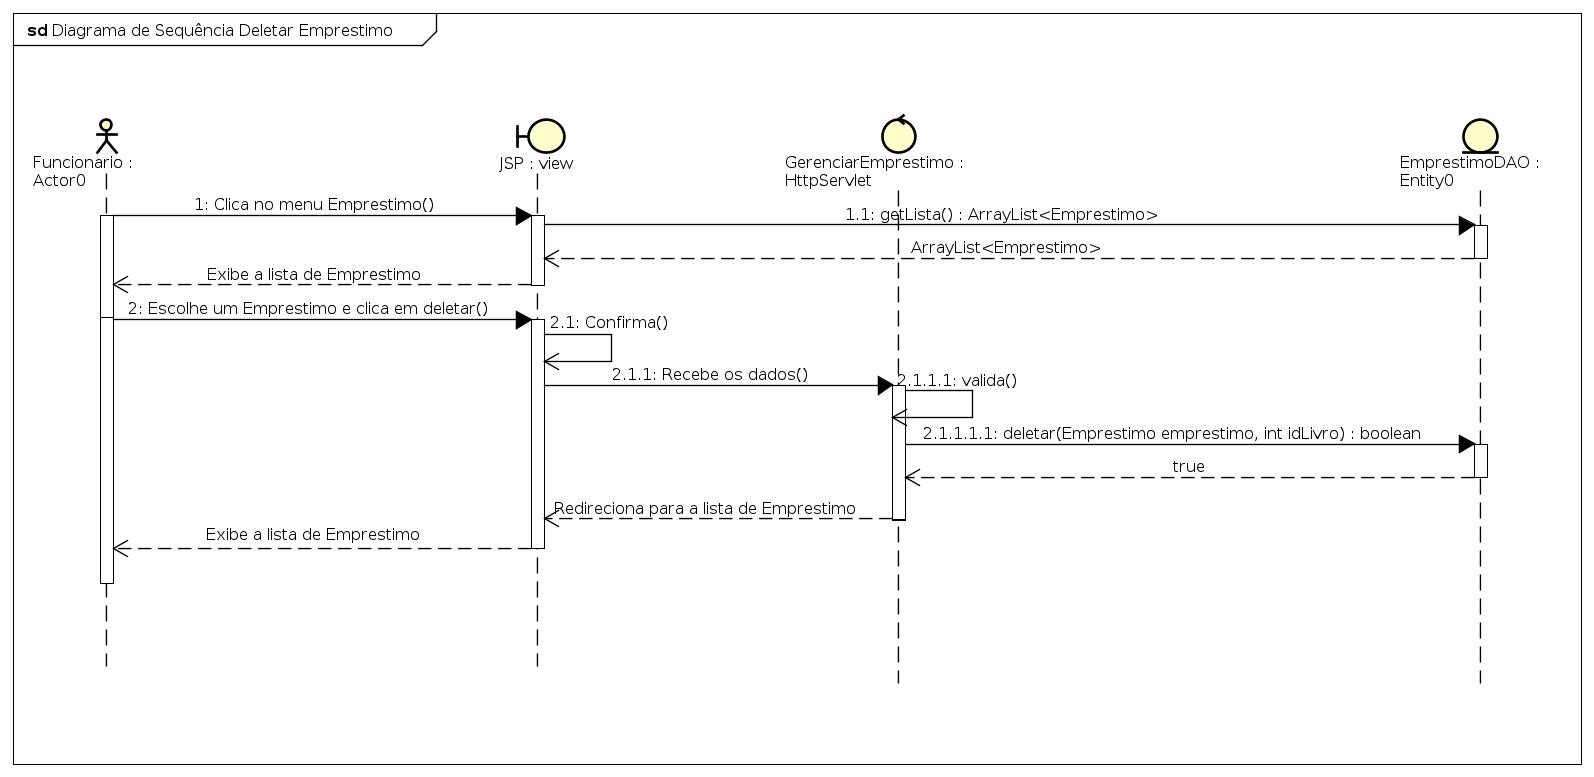 sd Diagrama de Sequência Deletar Emprestimo
Funcionario :
Actor0
JSP : view
GerenciarEmprestimo :
HttpServlet
EmprestimoDAO :
Entity0
1: Clica no menu Emprestimo()
1.1: getLista() : ArrayList<Emprestimo>
ArrayList<Emprestimo>
Exibe a lista de Emprestimo
2: Escolhe um Emprestimo e clica em deletar()
2.1: Confirma()
2.1.1: Recebe os dados()
2.1.1.1: valida()
2.1.1.1.1: deletar(Emprestimo emprestimo, int idLivro) : boolean
true
Redireciona para a lista de Emprestimo
Exibe a lista de Emprestimo